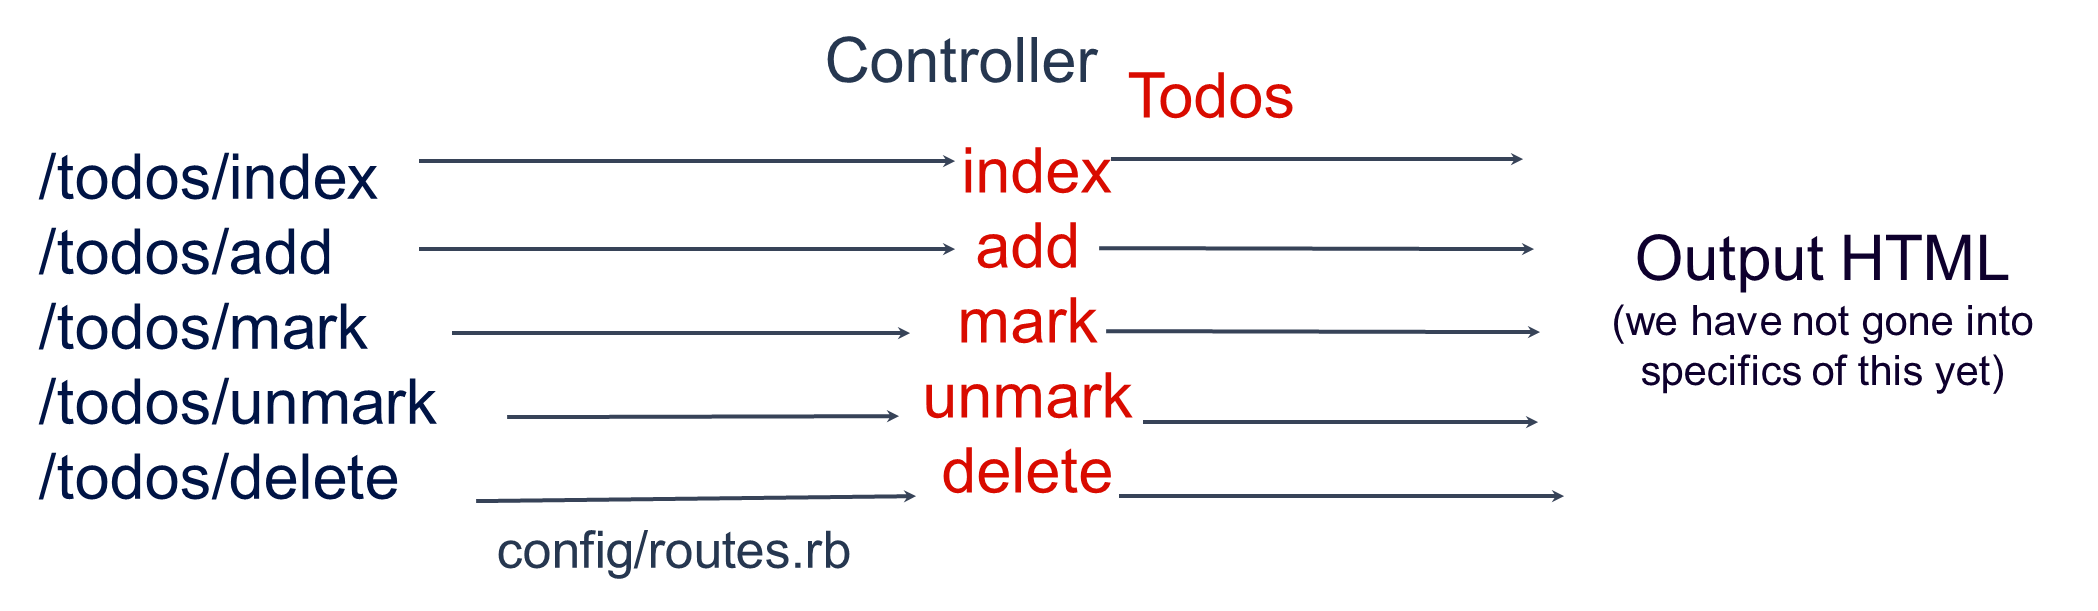 Controller
Todos
/todos/index
index
/todos/add
add
/todos/mark
mark
/todos/unmark
unmark
/todos/delete
delete
config/routes.rb
Output HTML
(we have not gone into
specifics of this yet)